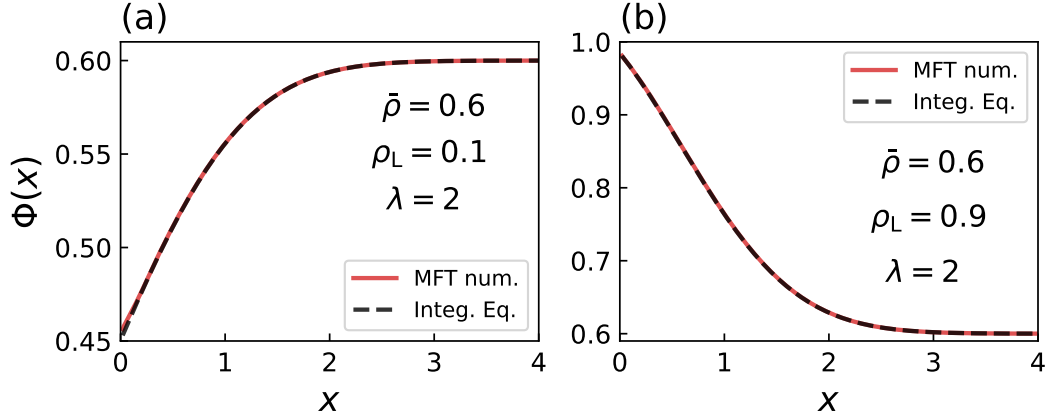 (a)
0.60
0.55
0.50
0.45
0
1
2
3
4
Φ(x)
x
ρ̄ = 0.6
ρL = 0.1
λ = 2
MFT num.
Integ. Eq.
(b)
1.0
0.9
0.8
0.7
0.6
0
1
2
3
4
x
MFT num.
Integ. Eq.
ρ̄ = 0.6
ρL = 0.9
λ = 2